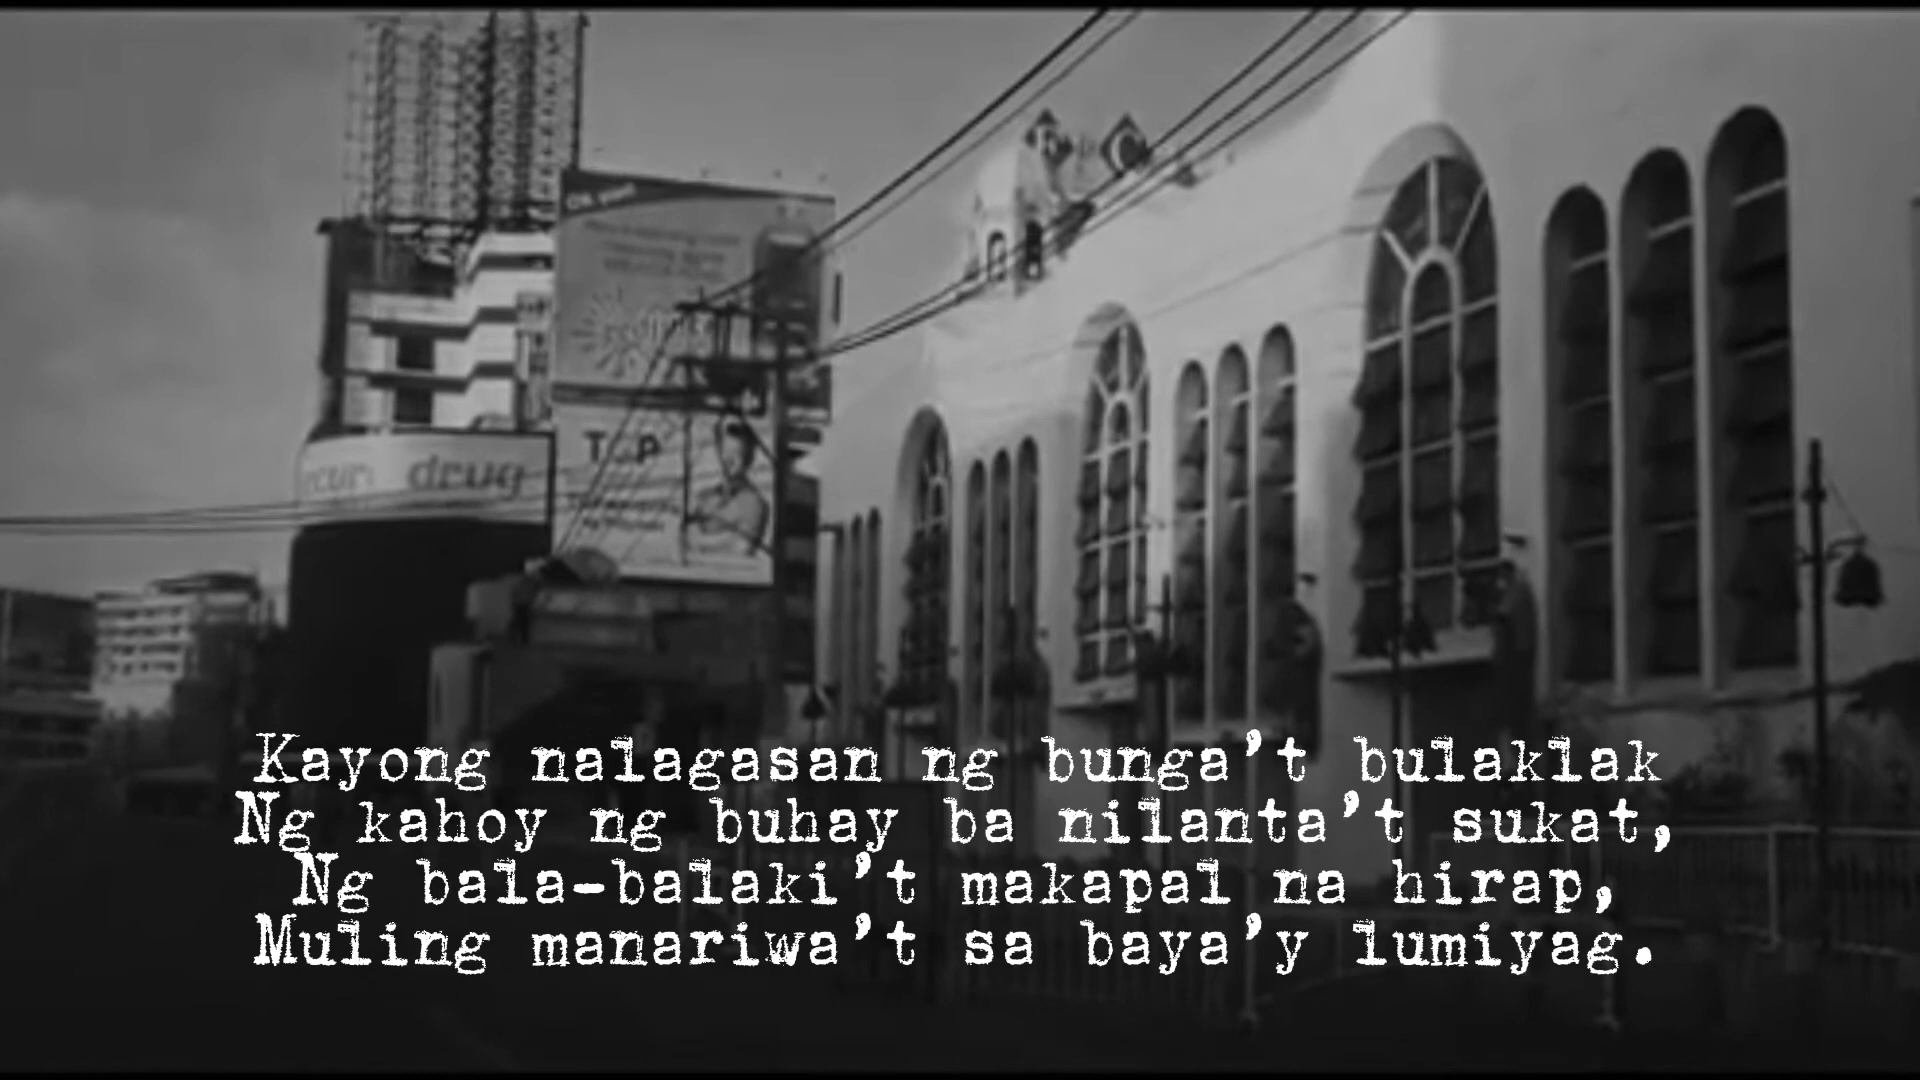 drug
T P
Kayong nalagasan ng bunga't bulaklak
Ng kahoy ng buhay ba nilanta't sukat,
Ng bala-balaki't makapal na hirap,
Muling manariwa't sa baya'y lumiyag.